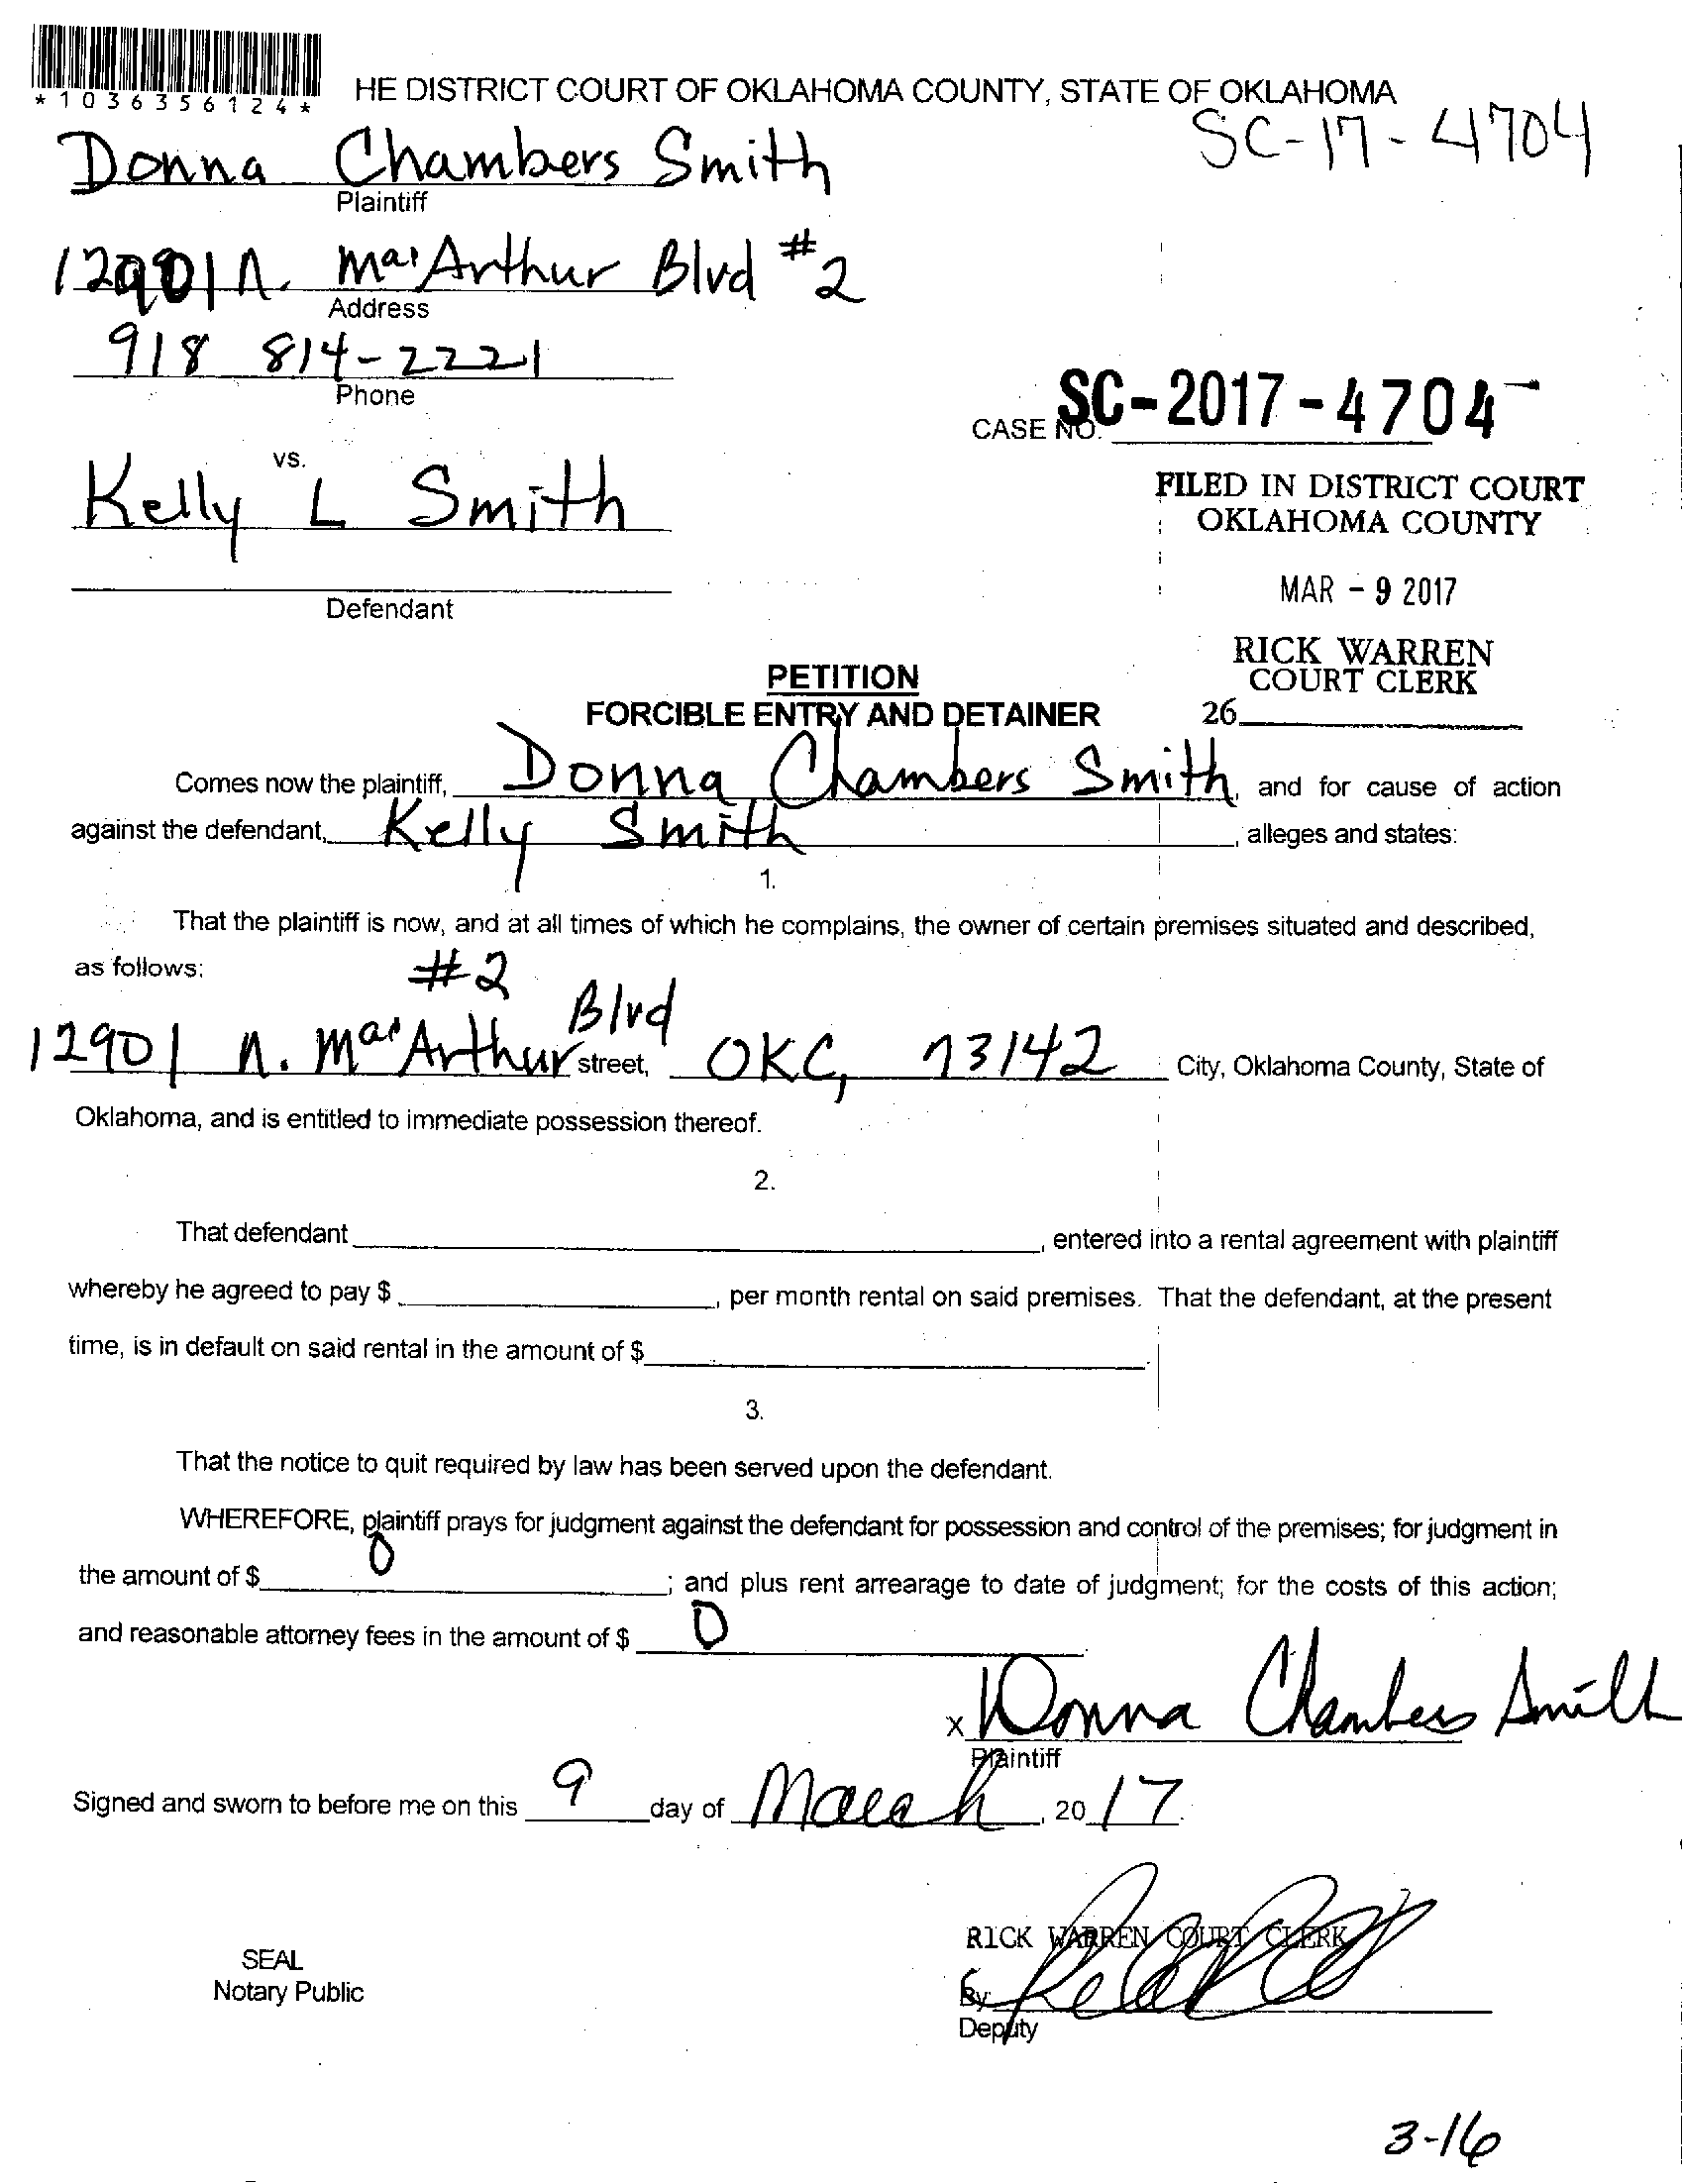 *1036356124*
HE DISTRICT COURT OF OKLAHOMA COUNTY, STATE OF OKLAHOMA
SC-17-4704
Donna Chambers Smith
Plaintiff
12901 N. MacArthur Blvd #2
Address
918 814-2221
Phone
CASE NO. SC-2017-4704
vs.
Kelly L Smith
FILED IN DISTRICT COURT
OKLAHOMA COUNTY
MAR - 9 2017
Defendant
RICK WARREN
COURT CLERK
26
PETITION
FORCIBLE ENTRY AND DETAINER
Comes now the plaintiff, Donna Chambers Smith, and for cause of action
against the defendant, Kelly Smith, alleges and states:
1.
That the plaintiff is now, and at all times of which he complains, the owner of certain premises situated and described,
as follows: #2
12901 N. MacArthur Blvd street, OKC, 73142 City, Oklahoma County, State of
Oklahoma, and is entitled to immediate possession thereof.
2.
That defendant , entered into a rental agreement with plaintiff
whereby he agreed to pay $ , per month rental on said premises. That the defendant, at the present
time, is in default on said rental in the amount of $ .
3.
That the notice to quit required by law has been served upon the defendant.
WHEREFORE, plaintiff prays for judgment against the defendant for possession and control of the premises; for judgment in
the amount of $ 0 ; and plus rent arrearage to date of judgment; for the costs of this action;
and reasonable attorney fees in the amount of $ 0 .
x Donna Chambers Smith
Plaintiff
Signed and sworn to before me on this 9 day of March, 2017.
RICK WARREN COURT CLERK
SEAL
Notary Public
By:
Deputy
3-16